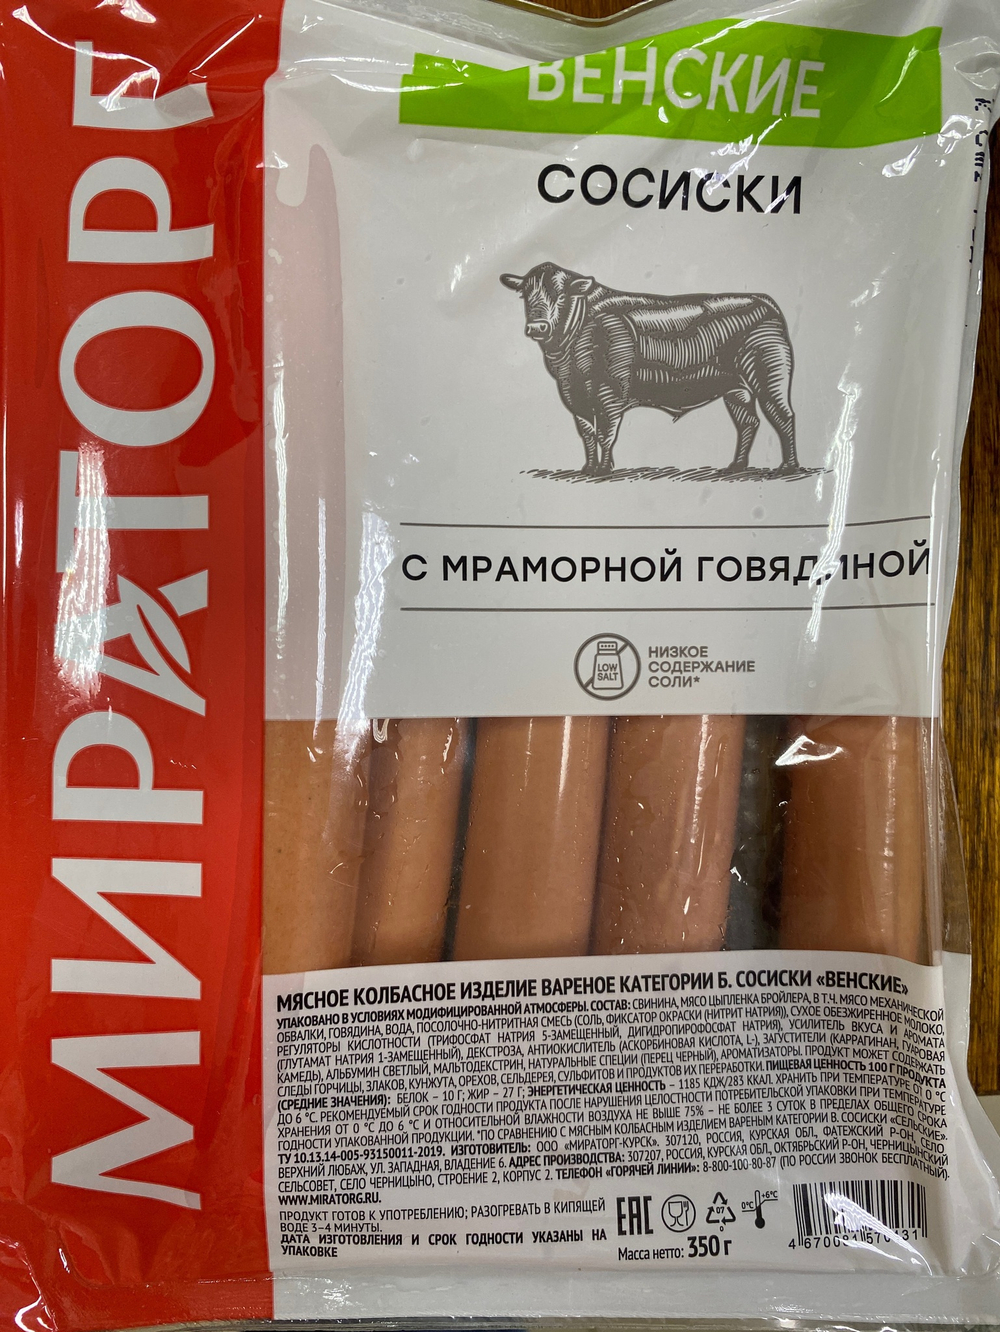 МИРАТОРГ
ВЕНСКИЕ
СОСИСКИ
С МРАМОРНОЙ ГОВЯДИНОЙ
LOW
SALT
НИЗКОЕ
СОДЕРЖАНИЕ
СОЛИ*
МЯСНОЕ КОЛБАСНОЕ ИЗДЕЛИЕ ВАРЕНОЕ КАТЕГОРИИ Б. СОСИСКИ «ВЕНСКИЕ»
УПАКОВАНО В УСЛОВИЯХ МОДИФИЦИРОВАННОЙ АТМОСФЕРЫ. СОСТАВ: СВИНИНА, МЯСО ЦЫПЛЕНКА БРОЙЛЕРА, В Т.Ч. МЯСО МЕХАНИЧЕСКОЙ
ОБВАЛКИ, ГОВЯДИНА, ВОДА, ПОСОЛОЧНО-НИТРИТНАЯ СМЕСЬ (СОЛЬ, ФИКСАТОР ОКРАСКИ (НИТРИТ НАТРИЯ)), СУХОЕ ОБЕЗЖИРЕННОЕ МОЛОКО,
РЕГУЛЯТОРЫ КИСЛОТНОСТИ (ТРИФОСФАТ НАТРИЯ 5-ЗАМЕЩЕННЫЙ, ДИГИДРОПИРОФОСФАТ НАТРИЯ), УСИЛИТЕЛЬ ВКУСА И АРОМАТА
(ГЛУТАМАТ НАТРИЯ 1-ЗАМЕЩЕННЫЙ), ДЕКСТРОЗА, АНТИОКИСЛИТЕЛЬ (АСКОРБИНОВАЯ КИСЛОТА, L-), ЗАГУСТИТЕЛИ (КАРРАГИНАН, ГУАРОВАЯ
КАМЕДЬ), АЛЬБУМИН СВЕТЛЫЙ, МАЛЬТОДЕКСТРИН, НАТУРАЛЬНЫЕ СПЕЦИИ (ПЕРЕЦ ЧЕРНЫЙ), АРОМАТИЗАТОРЫ. ПРОДУКТ МОЖЕТ СОДЕРЖАТЬ
СЛЕДЫ ГОРЧИЦЫ, ЗЛАКОВ, КУНЖУТА, ОРЕХОВ, СЕЛЬДЕРЕЯ, СУЛЬФИТОВ И ПРОДУКТОВ ИХ ПЕРЕРАБОТКИ. ПИЩЕВАЯ ЦЕННОСТЬ 100 Г ПРОДУКТА
(СРЕДНИЕ ЗНАЧЕНИЯ): БЕЛОК – 10 Г; ЖИР – 27 Г; ЭНЕРГЕТИЧЕСКАЯ ЦЕННОСТЬ – 1185 КДЖ/283 ККАЛ. ХРАНИТЬ ПРИ ТЕМПЕРАТУРЕ ОТ 0 °С
ДО 6 °С. РЕКОМЕНДУЕМЫЙ СРОК ГОДНОСТИ ПРОДУКТА ПОСЛЕ НАРУШЕНИЯ ЦЕЛОСТНОСТИ ПОТРЕБИТЕЛЬСКОЙ УПАКОВКИ ПРИ ТЕМПЕРАТУРЕ
ХРАНЕНИЯ ОТ 0 °С ДО 6 °С И ОТНОСИТЕЛЬНОЙ ВЛАЖНОСТИ ВОЗДУХА НЕ ВЫШЕ 75% – НЕ БОЛЕЕ 3 СУТОК В ПРЕДЕЛАХ ОБЩЕГО СРОКА
ГОДНОСТИ УПАКОВАННОЙ ПРОДУКЦИИ. *ПО СРАВНЕНИЮ С МЯСНЫМ КОЛБАСНЫМ ИЗДЕЛИЕМ ВАРЕНЫМ КАТЕГОРИИ В. СОСИСКИ «СЕЛЬСКИЕ».
ТУ 10.13.14-005-93150011-2019. ИЗГОТОВИТЕЛЬ: ООО «МИРАТОРГ-КУРСК». 307120, РОССИЯ, КУРСКАЯ ОБЛ., ФАТЕЖСКИЙ Р-ОН, СЕЛО
ВЕРХНИЙ ЛЮБАЖ, УЛ. ЗАПАДНАЯ, ВЛАДЕНИЕ 6. АДРЕС ПРОИЗВОДСТВА: 307207, РОССИЯ, КУРСКАЯ ОБЛ., ОКТЯБРЬСКИЙ Р-ОН, ЧЕРНИЦЫНСКИЙ
СЕЛЬСОВЕТ, СЕЛО ЧЕРНИЦЫНО, СТРОЕНИЕ 2, КОРПУС 2. ТЕЛЕФОН «ГОРЯЧЕЙ ЛИНИИ»: 8-800-100-80-87 (ПО РОССИИ ЗВОНОК БЕСПЛАТНЫЙ).
WWW.MIRATORG.RU.
ПРОДУКТ ГОТОВ К УПОТРЕБЛЕНИЮ; РАЗОГРЕВАТЬ В КИПЯЩЕЙ
ВОДЕ 3–4 МИНУТЫ.
ДАТА ИЗГОТОВЛЕНИЯ И СРОК ГОДНОСТИ УКАЗАНЫ НА
УПАКОВКЕ
EAC
07
0°C
+6°C
Масса нетто: 350 г
4 670081 570131